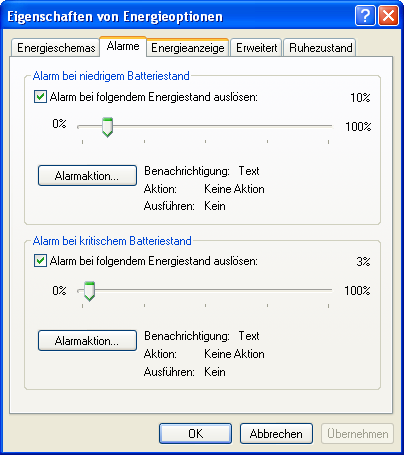 Eigenschaften von Energieoptionen
Energieschemas Alarme Energieanzeige Erweitert Ruhezustand
Alarm bei niedrigem Batteriestand
Alarm bei folgendem Energiestand auslösen: 10%
0% 100%
Alarmaktion... Benachrichtigung: Text
Aktion: Keine Aktion
Ausführen: Kein
Alarm bei kritischem Batteriestand
Alarm bei folgendem Energiestand auslösen: 3%
0% 100%
Alarmaktion... Benachrichtigung: Text
Aktion: Keine Aktion
Ausführen: Kein
OK Abbrechen Übernehmen